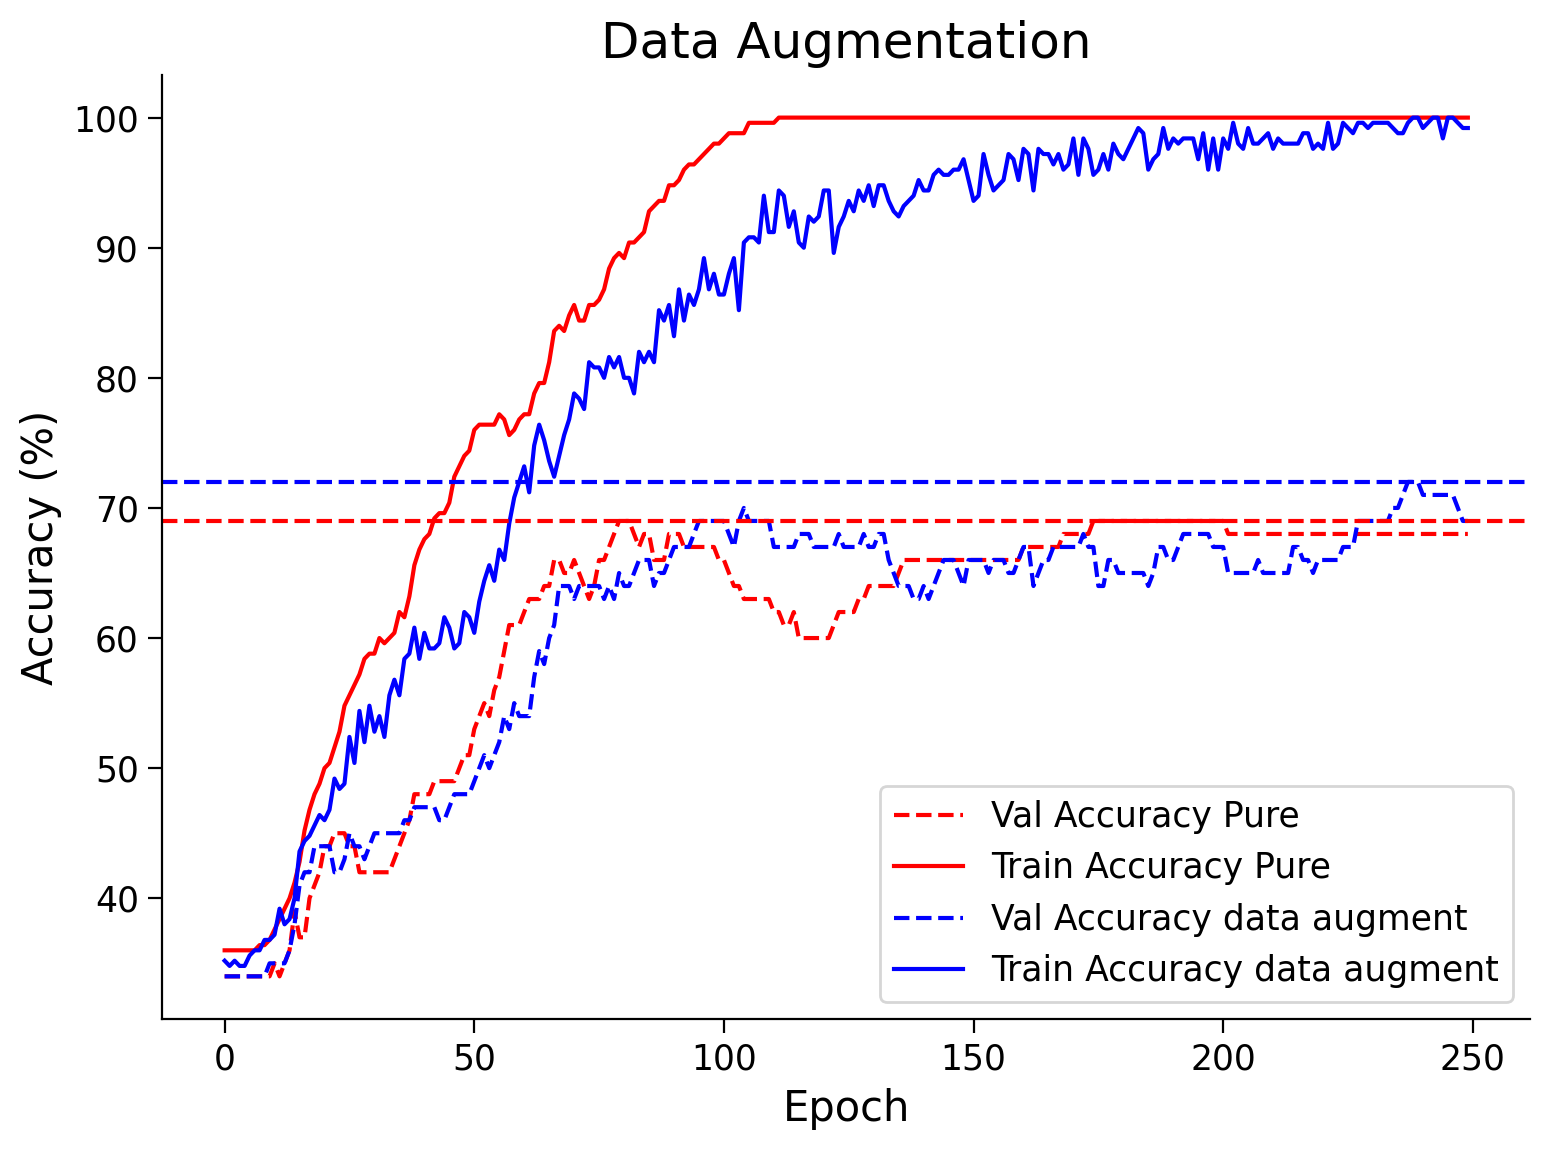 Data Augmentation
100
90
80
70
60
50
40
Accuracy (%)
0 50 100 150 200 250
Epoch
Val Accuracy Pure
Train Accuracy Pure
Val Accuracy data augment
Train Accuracy data augment